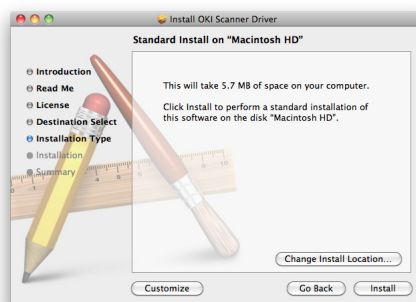 Install OKI Scanner Driver
Standard Install on "Macintosh HD"
Introduction
Read Me
License
Destination Select
Installation Type
Installation
Summary
This will take 5.7 MB of space on your computer.
Click Install to perform a standard installation of
this software on the disk "Macintosh HD".
Change Install Location...
Customize
Go Back
Install